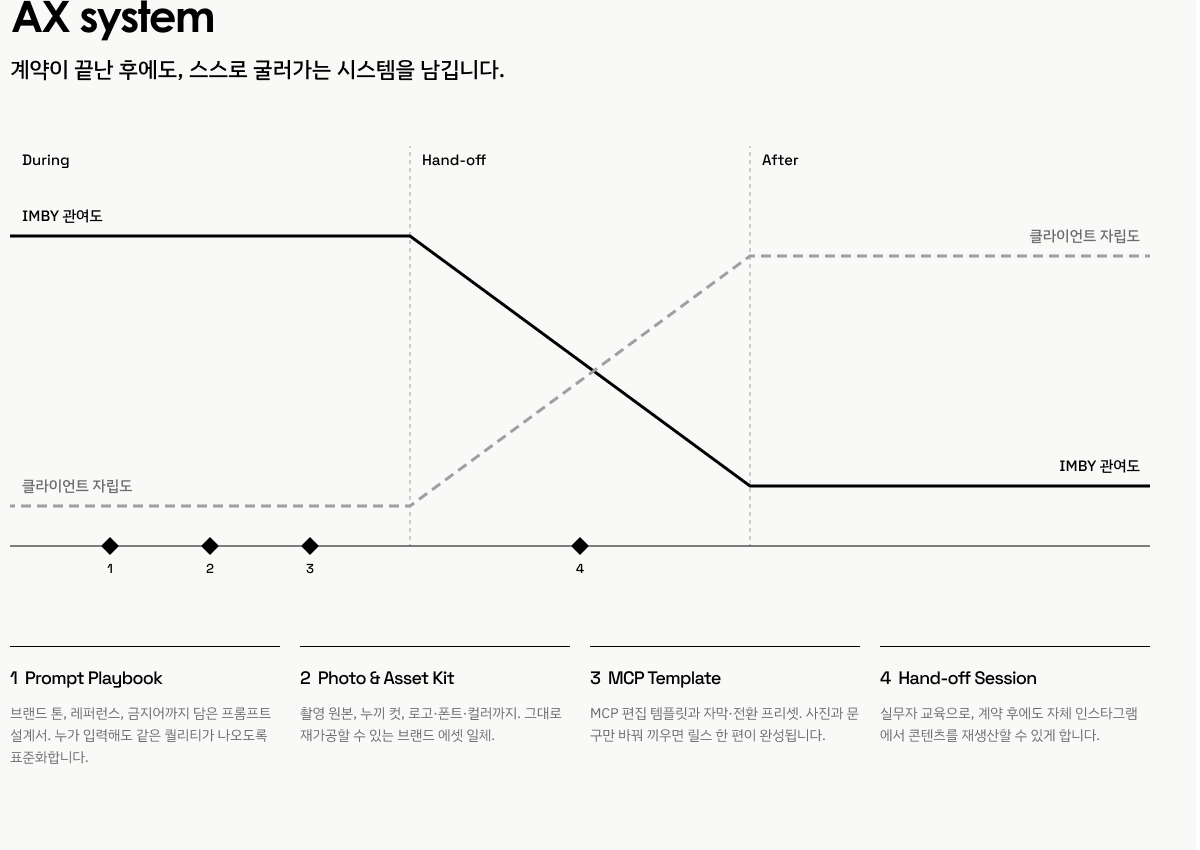 AX system
계약이 끝난 후에도, 스스로 굴러가는 시스템을 남깁니다.
During
Hand-off
After
IMBY 관여도
클라이언트 자립도
클라이언트 자립도
IMBY 관여도
1
2
3
4
1 Prompt Playbook
브랜드 톤, 레퍼런스, 금지어까지 담은 프롬프트
설계서. 누가 입력해도 같은 퀄리티가 나오도록
표준화합니다.
2 Photo & Asset Kit
촬영 원본, 누끼 컷, 로고·폰트·컬러까지. 그대로
재가공할 수 있는 브랜드 에셋 일체.
3 MCP Template
MCP 편집 템플릿과 자막·전환 프리셋. 사진과 문
구만 바꿔 끼우면 릴스 한 편이 완성됩니다.
4 Hand-off Session
실무자 교육으로, 계약 후에도 자체 인스타그램
에서 콘텐츠를 재생산할 수 있게 합니다.